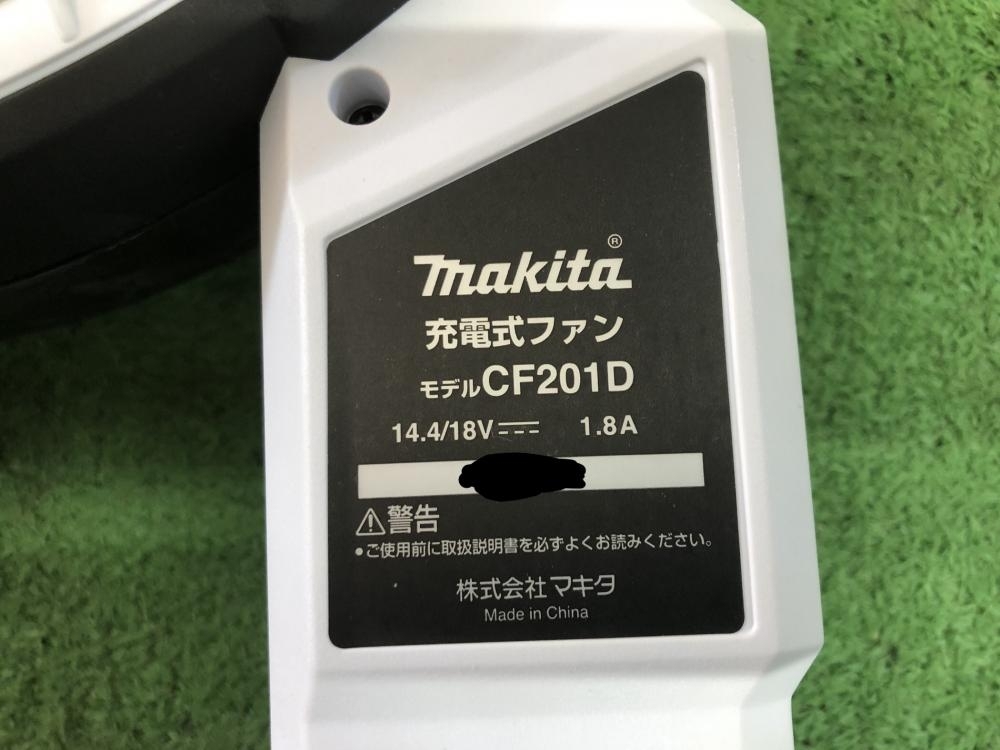 makita®
充電式ファン
モデルCF201D
14.4/18V⎓ 1.8A
⚠警告
●ご使用前に取扱説明書を必ずよくお読みください。
株式会社マキタ
Made in China